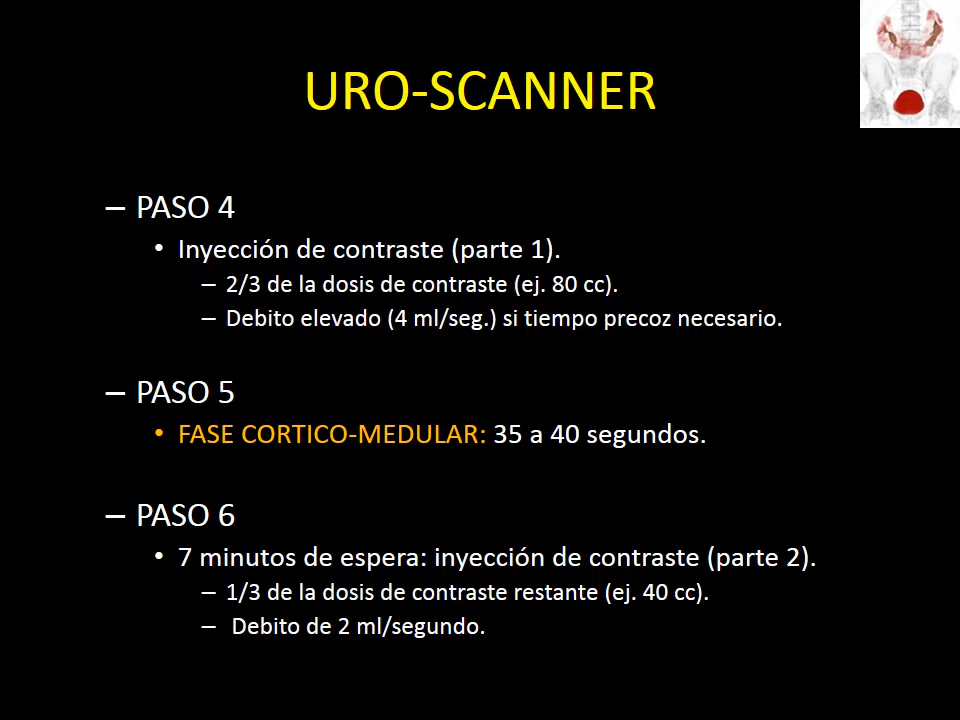 URO-SCANNER
– PASO 4
• Inyección de contraste (parte 1).
– 2/3 de la dosis de contraste (ej. 80 cc).
– Debito elevado (4 ml/seg.) si tiempo precoz necesario.
– PASO 5
• FASE CORTICO-MEDULAR: 35 a 40 segundos.
– PASO 6
• 7 minutos de espera: inyección de contraste (parte 2).
– 1/3 de la dosis de contraste restante (ej. 40 cc).
– Debito de 2 ml/segundo.